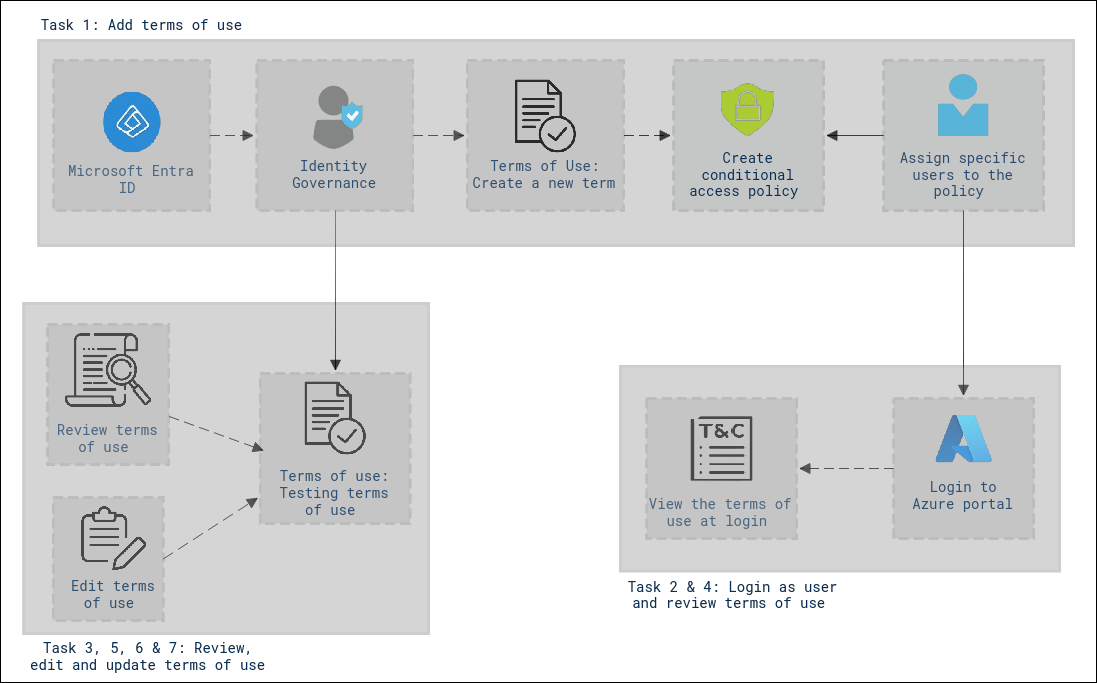 Task 1: Add terms of use
Microsoft Entra
ID
Identity
Governance
Terms of Use:
Create a new term
Create
conditional
access policy
Assign specific
users to the
policy
Review terms
of use
Edit terms
of use
Terms of use:
Testing terms
of use
Task 3, 5, 6 & 7: Review,
edit and update terms of use
T&C
View the terms of
use at login
Login to
Azure portal
Task 2 & 4: Login as user
and review terms of use